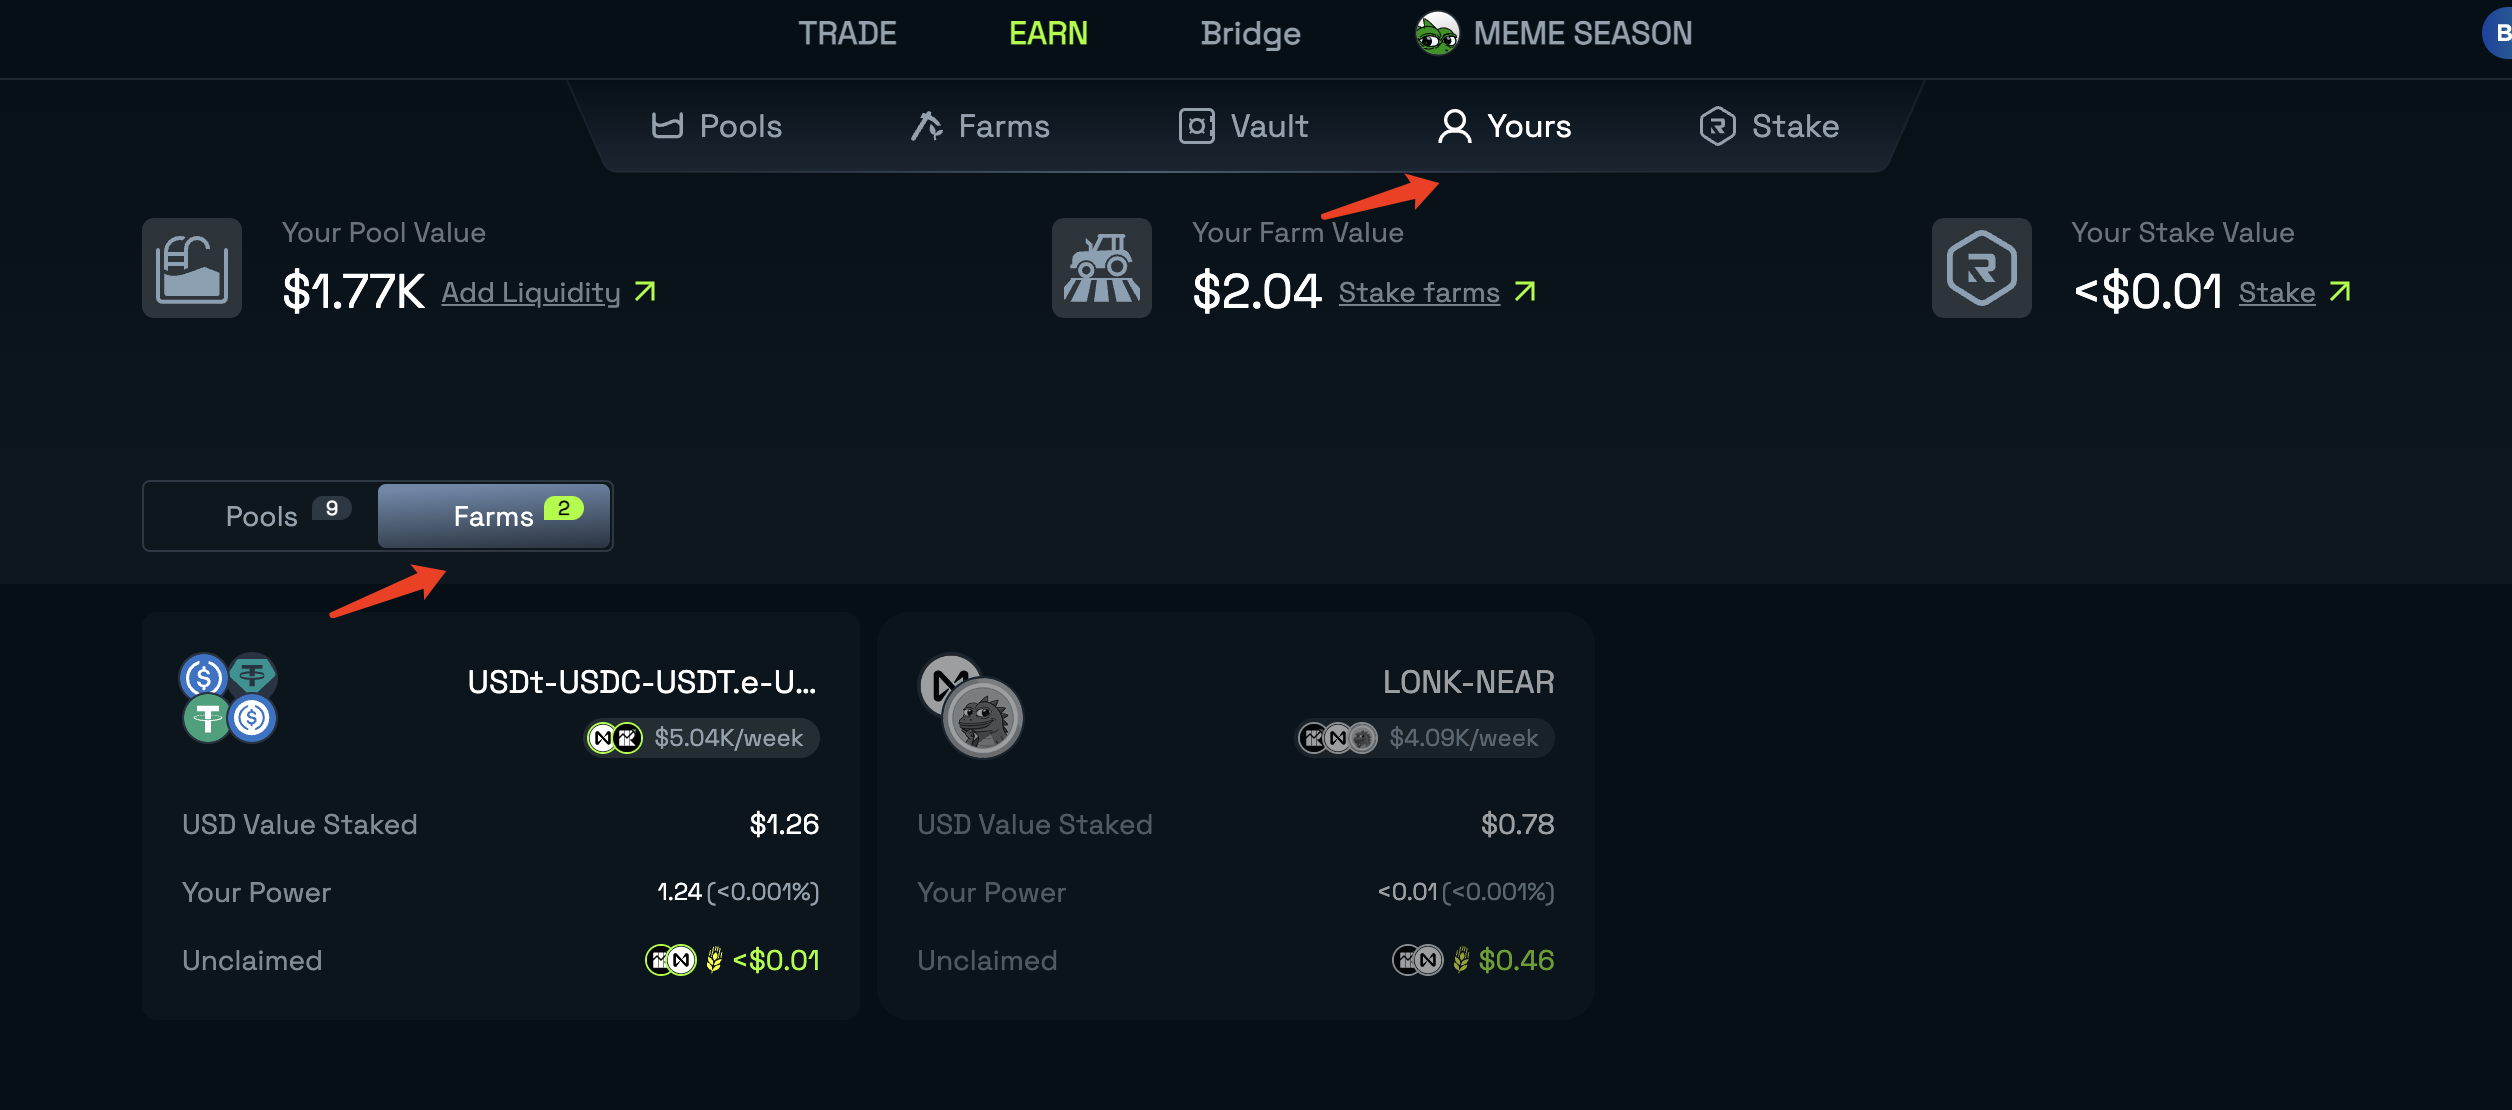 TRADE EARN Bridge MEME SEASON B
Pools Farms Vault Yours Stake
Your Pool Value
$1.77K Add Liquidity
Your Farm Value
$2.04 Stake farms
Your Stake Value
<$0.01 Stake
Pools 9 Farms 2
USDt-USDC-USDT.e-U...
$5.04K/week
USD Value Staked $1.26
Your Power 1.24 (<0.001%)
Unclaimed <$0.01
LONK-NEAR
$4.09K/week
USD Value Staked $0.78
Your Power <0.01 (<0.001%)
Unclaimed $0.46